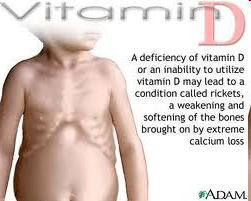 Vitamin D
A deficiency of vitamin D
or an inability to utilize
vitamin D may lead to a
condition called rickets,
a weakening and
softening of the bones
brought on by extreme
calcium loss
ADAM.